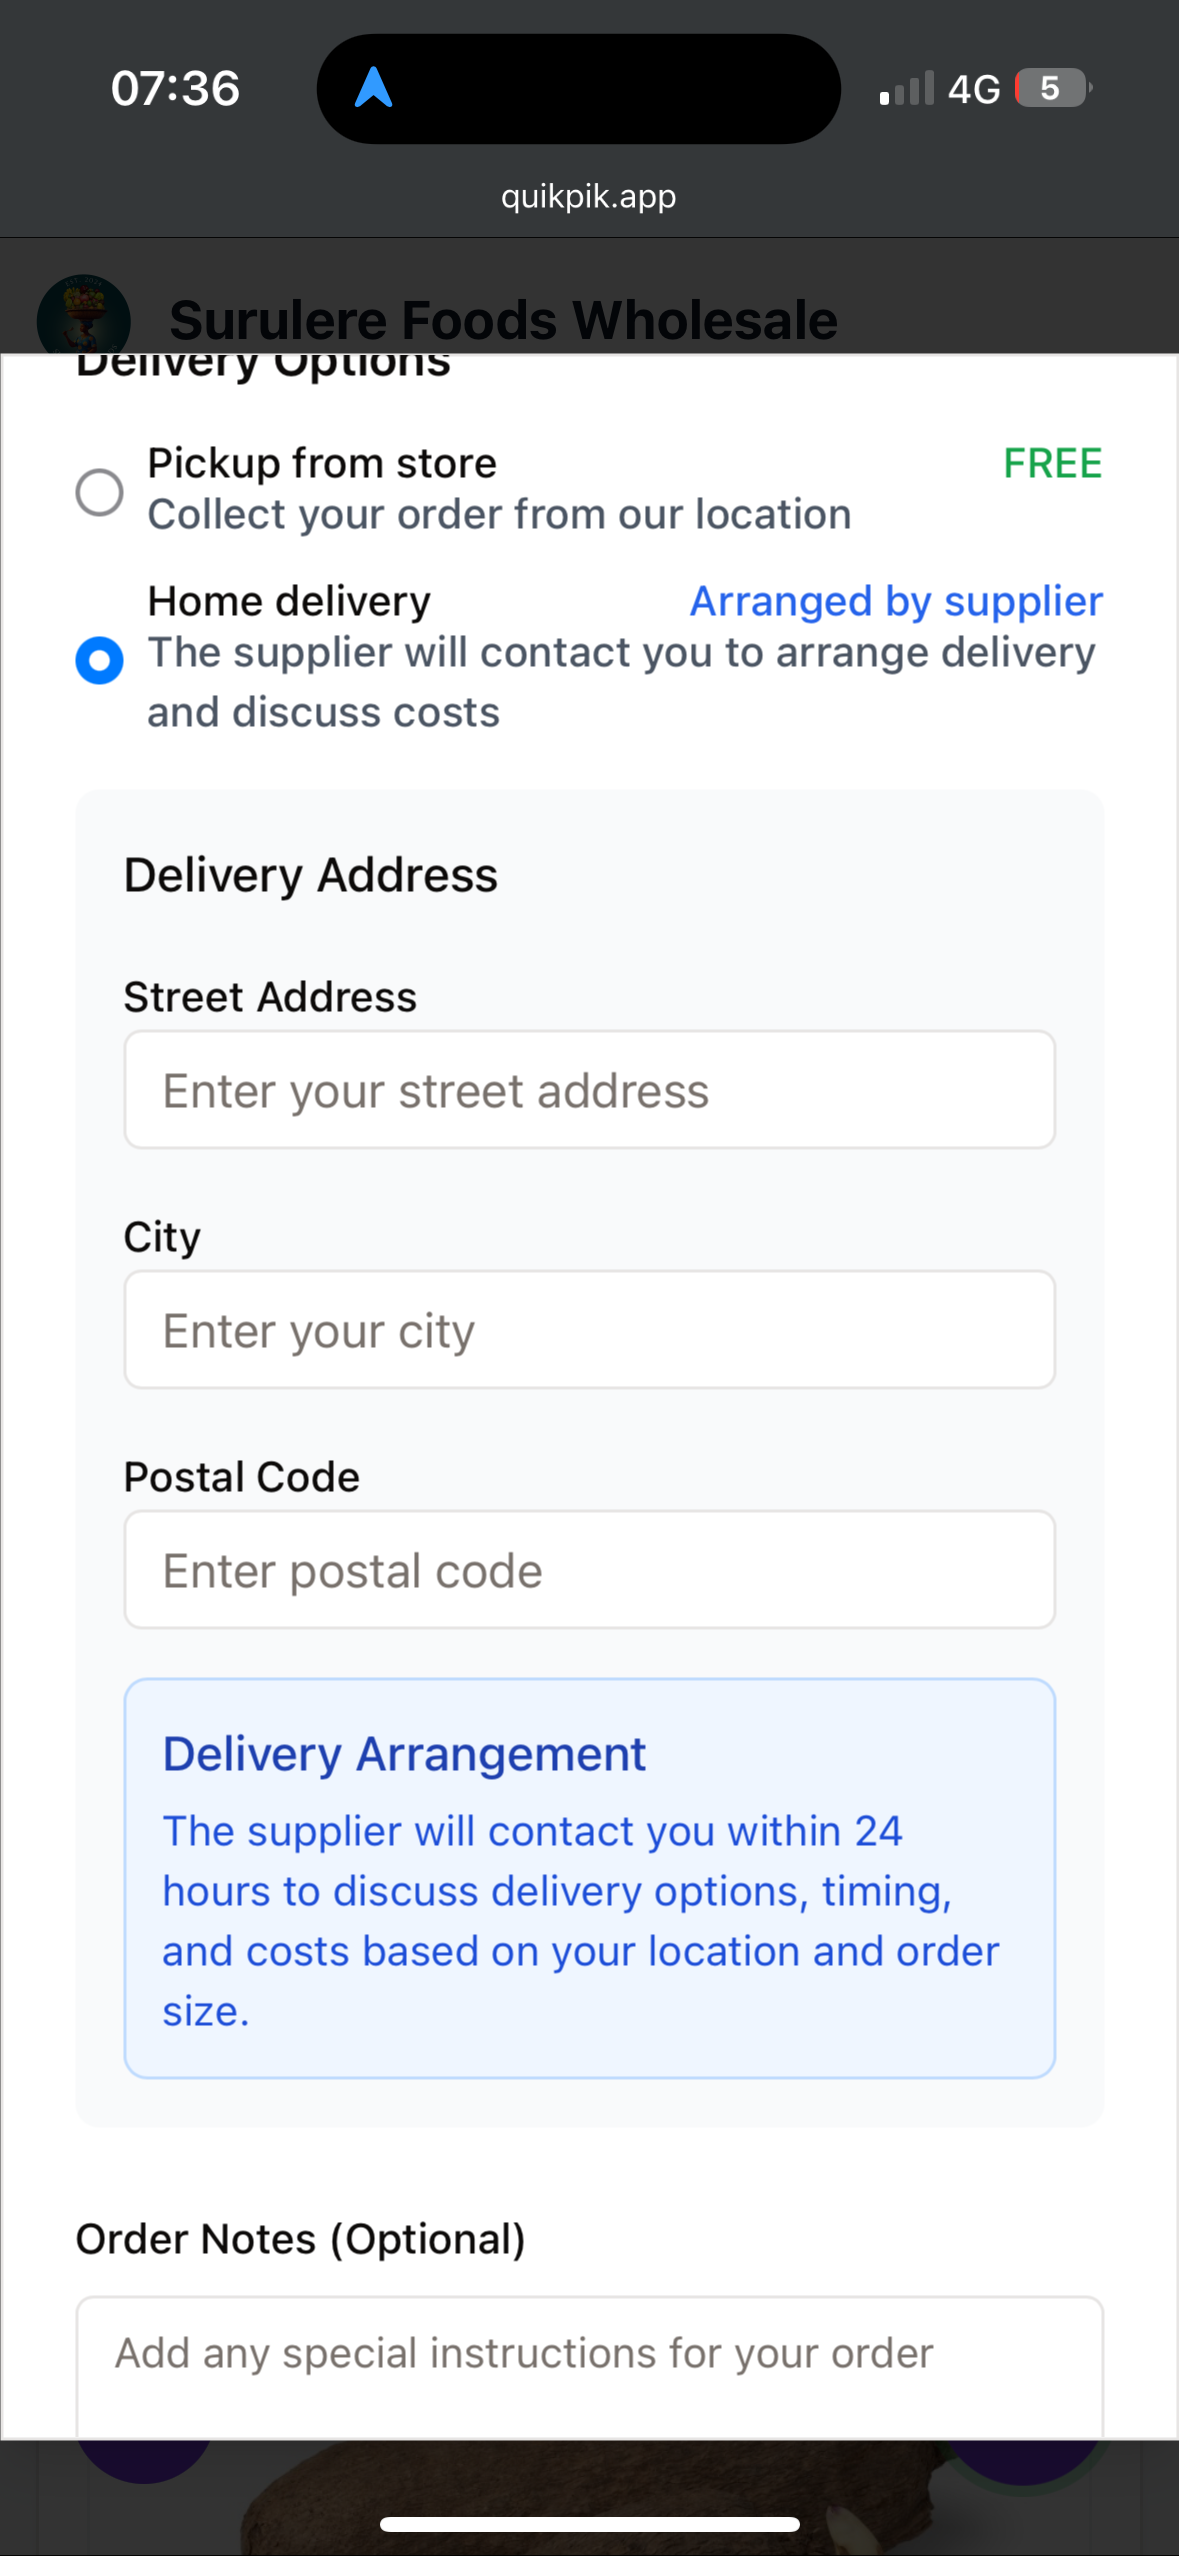 07:36
4G
5
quikpik.app
Surulere Foods Wholesale
Delivery Options
Pickup from store
FREE
Collect your order from our location
Home delivery
Arranged by supplier
The supplier will contact you to arrange delivery
and discuss costs
Delivery Address
Street Address
Enter your street address
City
Enter your city
Postal Code
Enter postal code
Delivery Arrangement
The supplier will contact you within 24
hours to discuss delivery options, timing,
and costs based on your location and order
size.
Order Notes (Optional)
Add any special instructions for your order